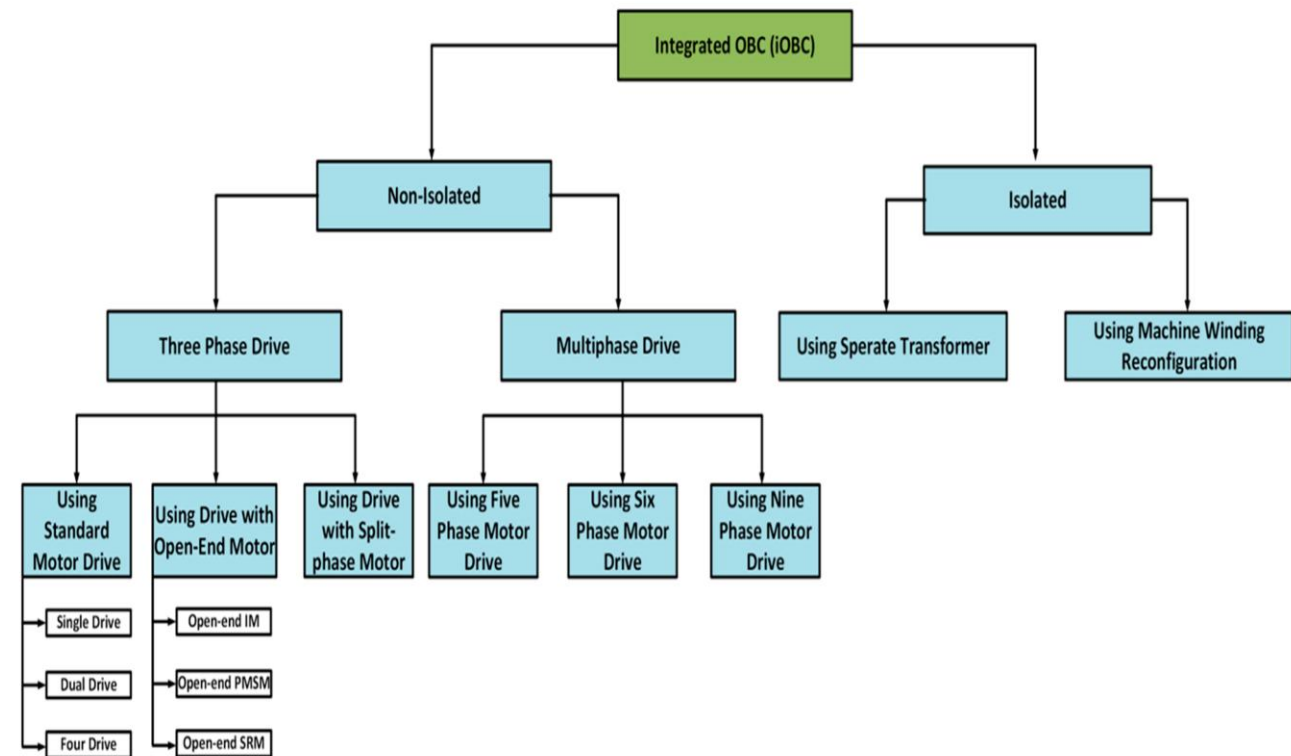 Integrated OBC (iOBC)
Non-Isolated
Isolated
Three Phase Drive
Multiphase Drive
Using Sperate Transformer
Using Machine Winding
Reconfiguration
Using
Standard
Motor Drive
Using Drive with
Open-End Motor
Using Drive
with Split-
phase Motor
Using Five
Phase Motor
Drive
Using Six
Phase Motor
Drive
Using Nine
Phase Motor
Drive
Single Drive
Dual Drive
Four Drive
Open-end IM
Open-end PMSM
Open-end SRM